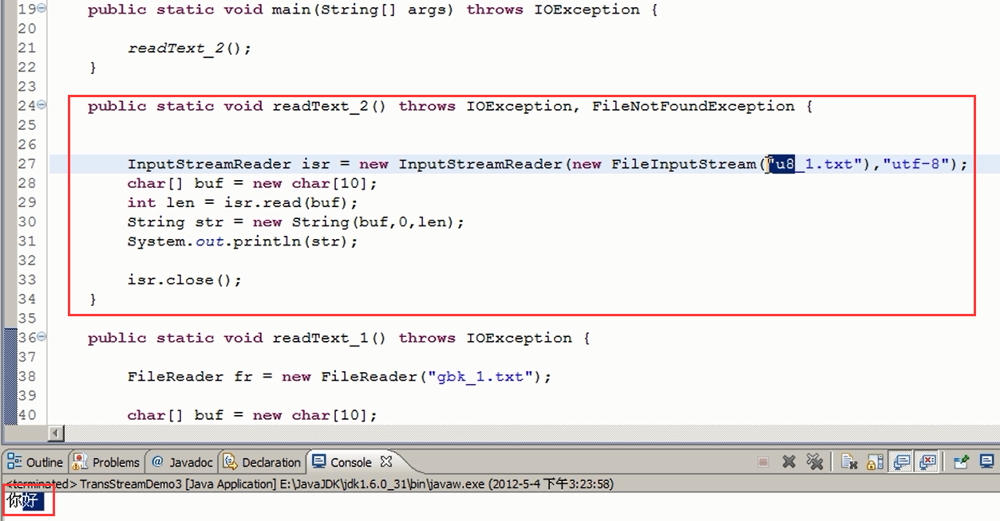 19 public static void main(String[] args) throws IOException {
20
21 readText_2();
22 }
23
24 public static void readText_2() throws IOException, FileNotFoundException {
25
26
27 InputStreamReader isr = new InputStreamReader(new FileInputStream("u8_1.txt"),"utf-8");
28 char[] buf = new char[10];
29 int len = isr.read(buf);
30 String str = new String(buf,0,len);
31 System.out.println(str);
32
33 isr.close();
34 }
35
36 public static void readText_1() throws IOException {
37
38 FileReader fr = new FileReader("gbk_1.txt");
39
40 char[] buf = new char[10];
Outline Problems @ Javadoc Declaration Console
<terminated> TransStreamDemo3 [Java Application] E:\JavaJDK\jdk1.6.0_31\bin\javaw.exe (2012-5-4 下午3:23:58)
你好